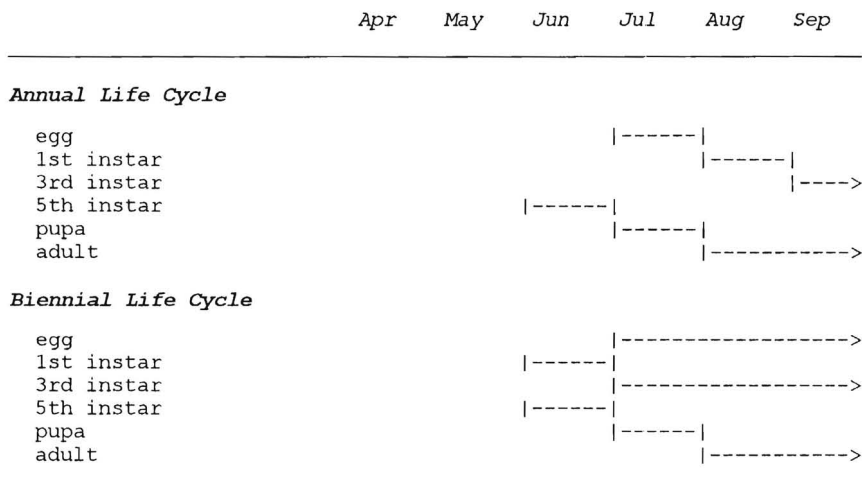 Apr May Jun Jul Aug Sep
Annual Life Cycle
egg |------|
1st instar |------|
3rd instar |---->
5th instar |------|
pupa |------|
adult |----------->
Biennial Life Cycle
egg |------------------>
1st instar |------|
3rd instar |------------------>
5th instar |------|
pupa |------|
adult |----------->